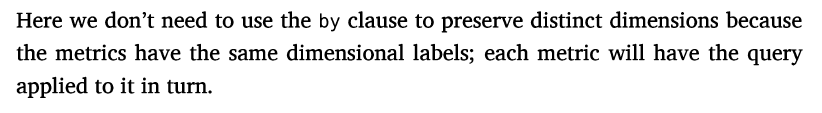 Here we don’t need to use the by clause to preserve distinct dimensions because
the metrics have the same dimensional labels; each metric will have the query
applied to it in turn.